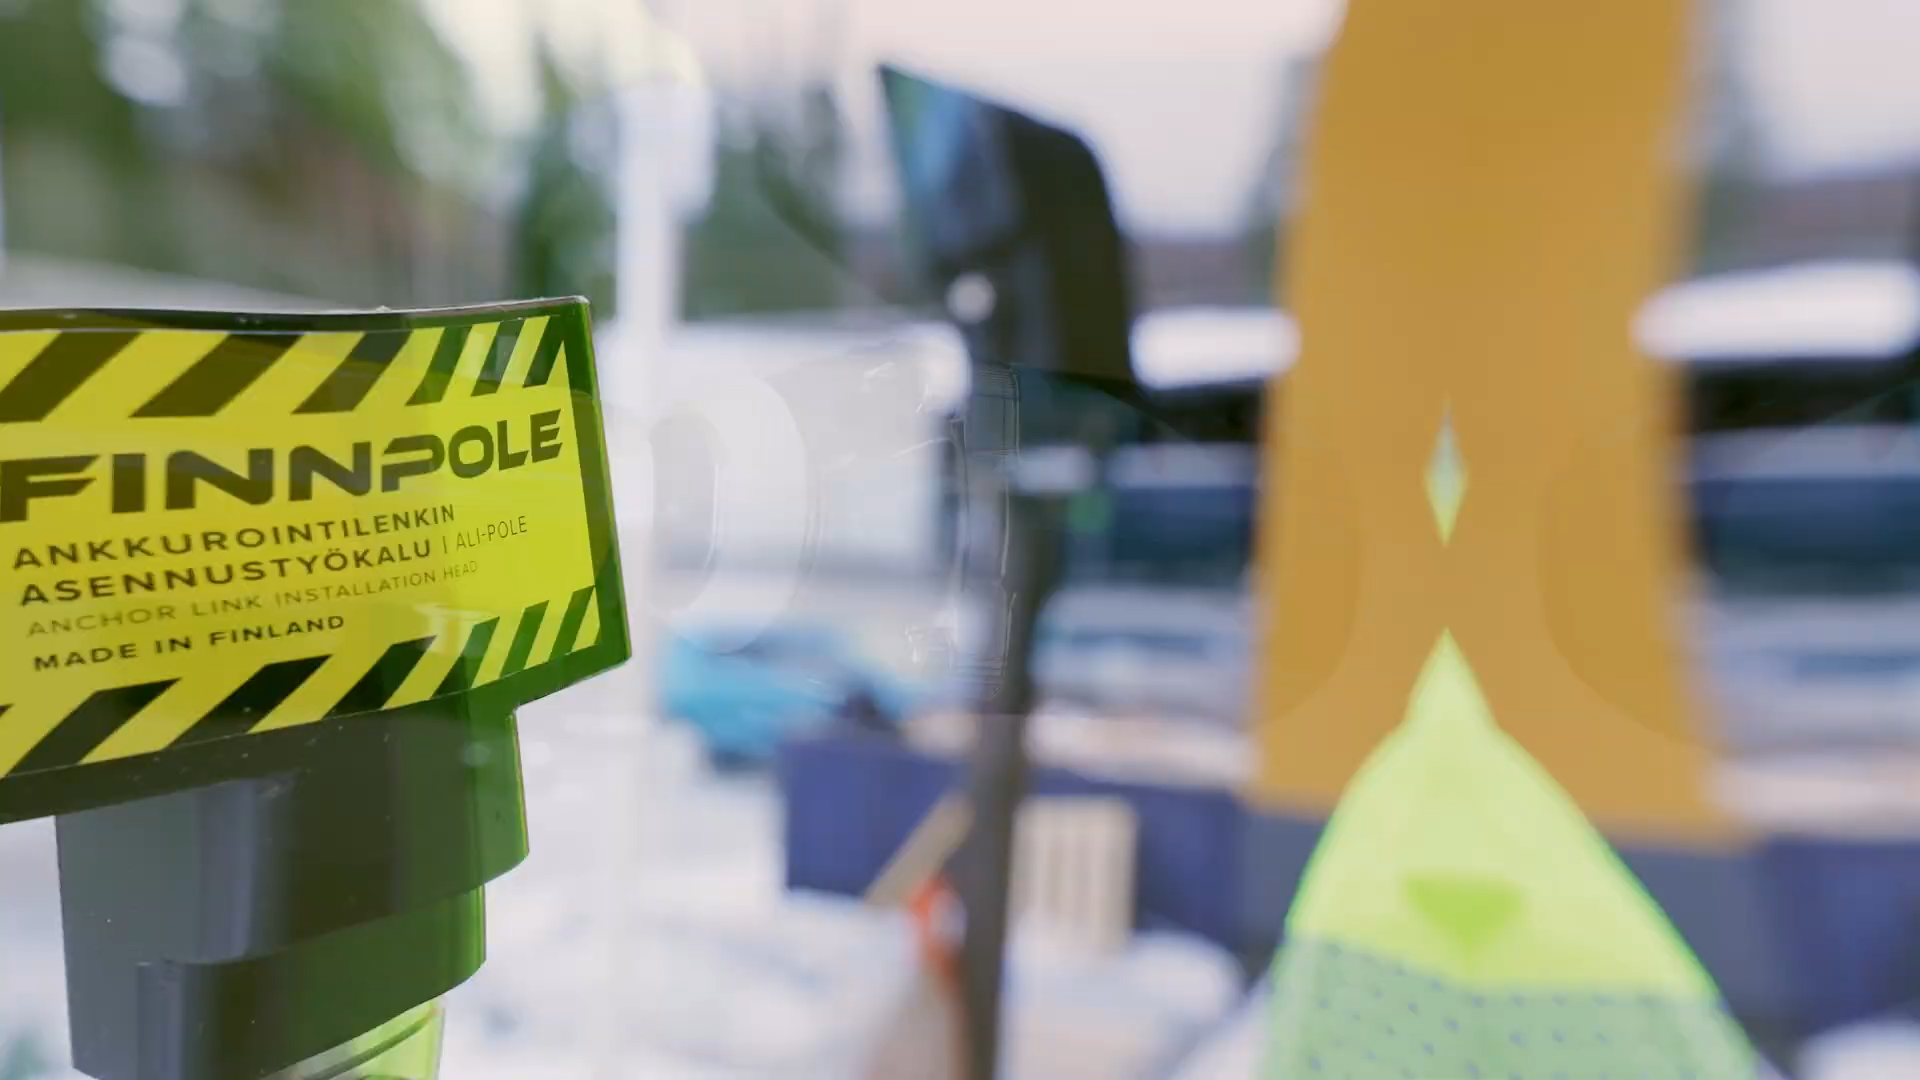 FINNPOLE
ANKKUROINTILENKIN
ASENNUSTYÖKALU | ALI-POLE
ANCHOR LINK INSTALLATION HEAD
MADE IN FINLAND